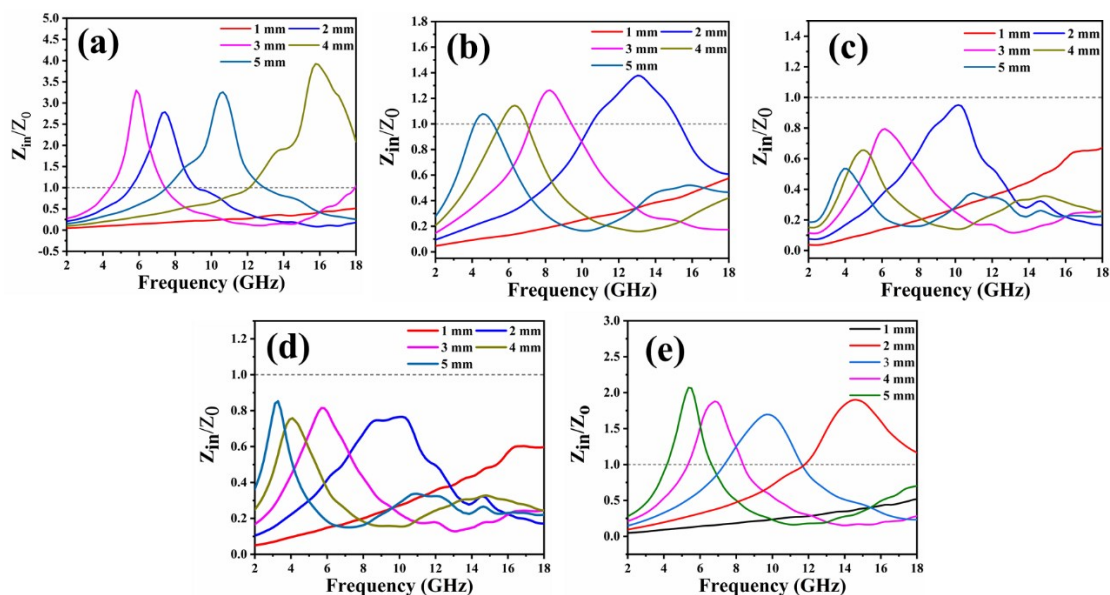 (a)
1 mm 2 mm
3 mm 4 mm
5 mm
5.0
4.5
4.0
3.5
3.0
2.5
2.0
1.5
1.0
0.5
0.0
-0.5
Zin/Z0
2 4 6 8 10 12 14 16 18
Frequency (GHz)
(b)
1 mm 2 mm
3 mm 4 mm
5 mm
1.8
1.6
1.4
1.2
1.0
0.8
0.6
0.4
0.2
0.0
Zin/Z0
2 4 6 8 10 12 14 16 18
Frequency (GHz)
(c)
1 mm 2 mm
3 mm 4 mm
5 mm
1.4
1.2
1.0
0.8
0.6
0.4
0.2
0.0
Zin/Z0
2 4 6 8 10 12 14 16 18
Frequency (GHz)
(d)
1 mm 2 mm
3 mm 4 mm
5 mm
1.2
1.0
0.8
0.6
0.4
0.2
0.0
Zin/Z0
2 4 6 8 10 12 14 16 18
Frequency (GHz)
(e)
1 mm
2 mm
3 mm
4 mm
5 mm
3.0
2.5
2.0
1.5
1.0
0.5
0.0
Zin/Zo
2 4 6 8 10 12 14 16 18
Frequency (GHz)